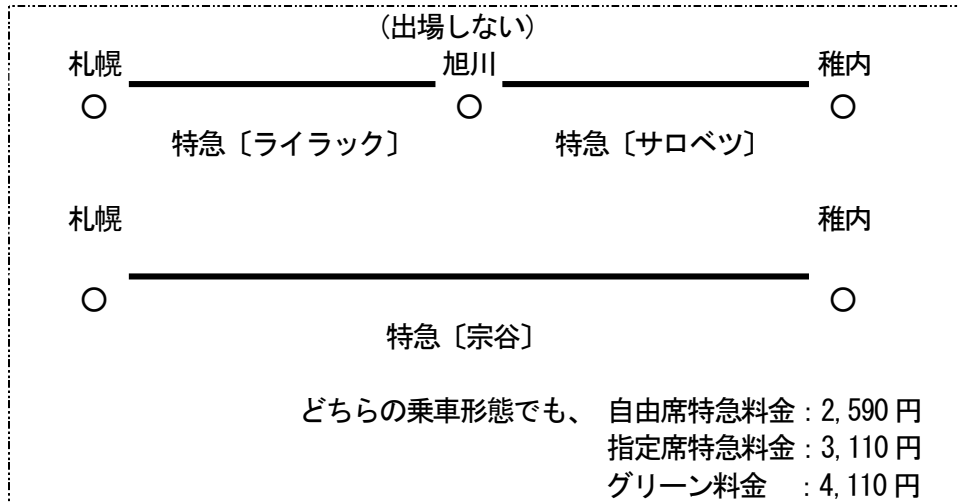 （出場しない）
札幌 旭川 稚内
○ ○ ○
特急〔ライラック〕 特急〔サロベツ〕
札幌 稚内
○ ○
特急〔宗谷〕
どちらの乗車形態でも、 自由席特急料金：2,590円
指定席特急料金：3,110円
グリーン料金 ：4,110円